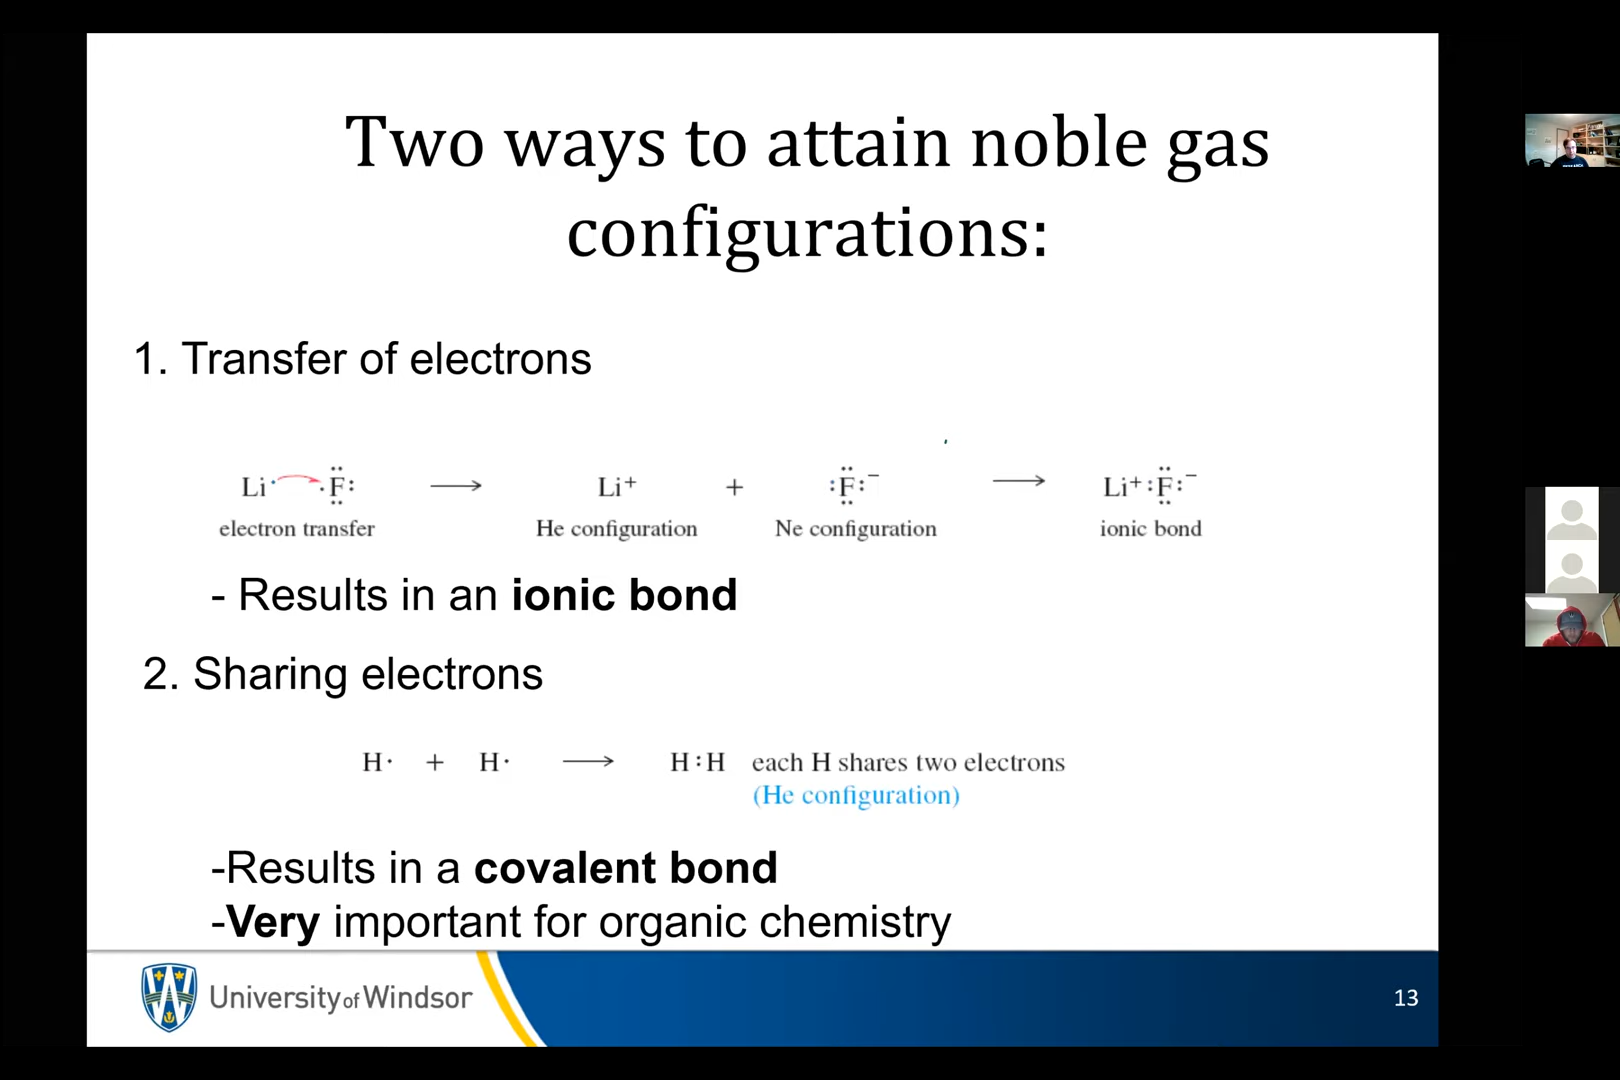 Two ways to attain noble gas
configurations:
1. Transfer of electrons
Li· ·F: ⟶ Li⁺ + :F:⁻ ⟶ Li⁺ :F:⁻
electron transfer He configuration Ne configuration ionic bond
- Results in an ionic bond
2. Sharing electrons
H· + H· ⟶ H:H each H shares two electrons
(He configuration)
-Results in a covalent bond
-Very important for organic chemistry
University of Windsor
13